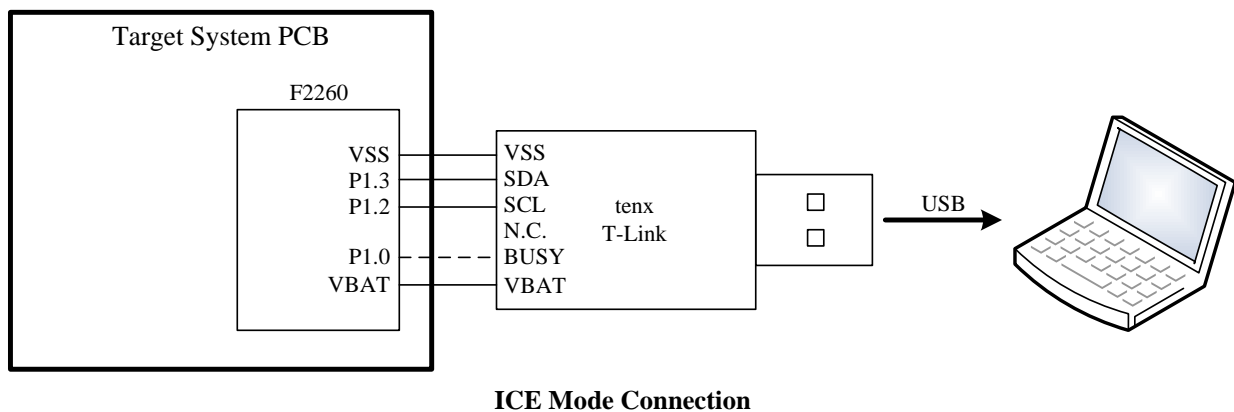 Target System PCB
F2260
VSS
P1.3
P1.2
P1.0
VBAT
VSS
SDA
SCL
N.C.
BUSY
VBAT
tenx
T-Link
USB
ICE Mode Connection